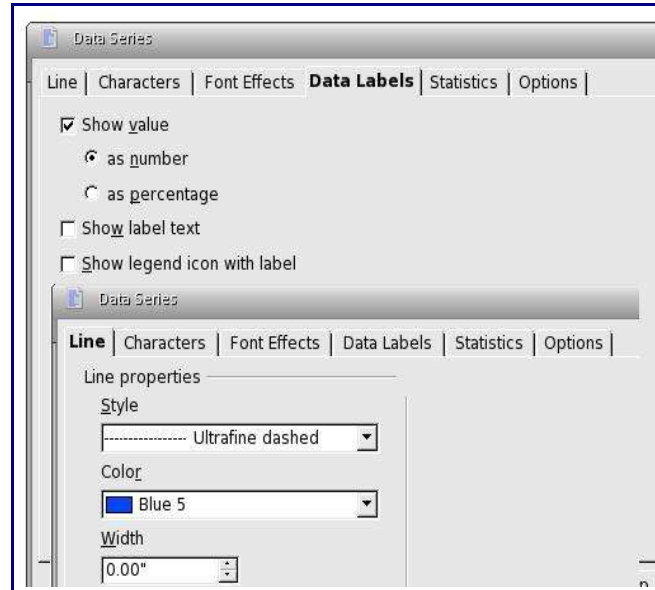 Data Series
Line Characters Font Effects Data Labels Statistics Options
Show value
as number
as percentage
Show label text
Show legend icon with label
Data Series
Line Characters Font Effects Data Labels Statistics Options
Line properties
Style
Ultrafine dashed
Color
Blue 5
Width
0.00"